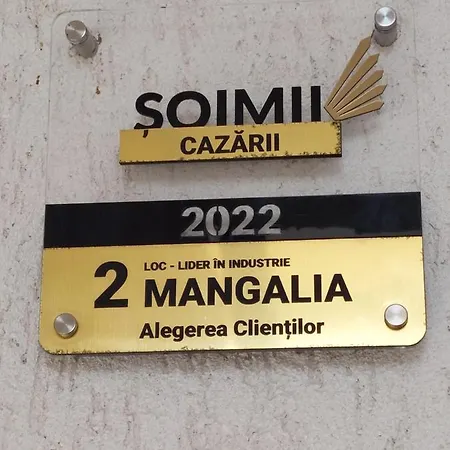 ȘOIMII
CAZĂRII
2022
2 LOC - LIDER ÎN INDUSTRIE
MANGALIA
Alegerea Clienților